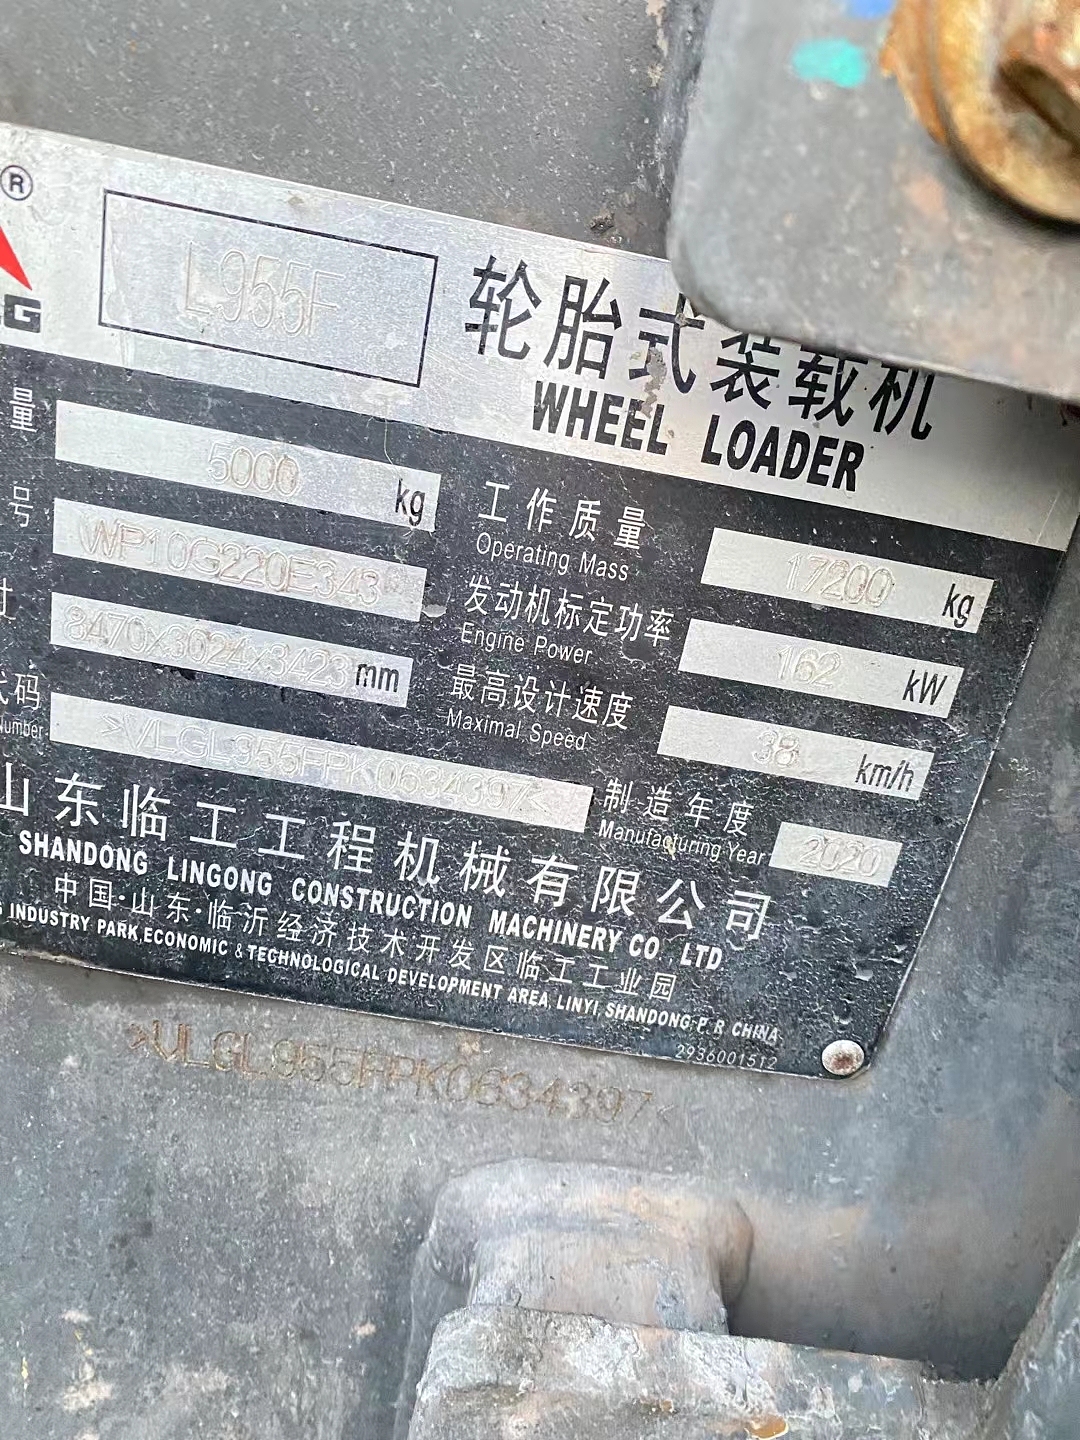 ®
L955F
轮胎式装载机
WHEEL LOADER
量 5000 kg
工作质量
Operating Mass 17200 kg
号 WP10G220E343
发动机标定功率
Engine Power 162 kW
寸 8470x3024x3423 mm
最高设计速度
Maximal Speed 38 km/h
代码
Number >VLGL955FPK0634397<
制造年度
Manufacturing Year 2020
山东临工工程机械有限公司
SHANDONG LINGONG CONSTRUCTION MACHINERY CO., LTD
中国·山东·临沂经济技术开发区临工工业园
INDUSTRY PARK,ECONOMIC & TECHNOLOGICAL DEVELOPMENT AREA, LINYI, SHANDONG, P. R. CHINA
2936001512
>VLGL955FPK0634397<